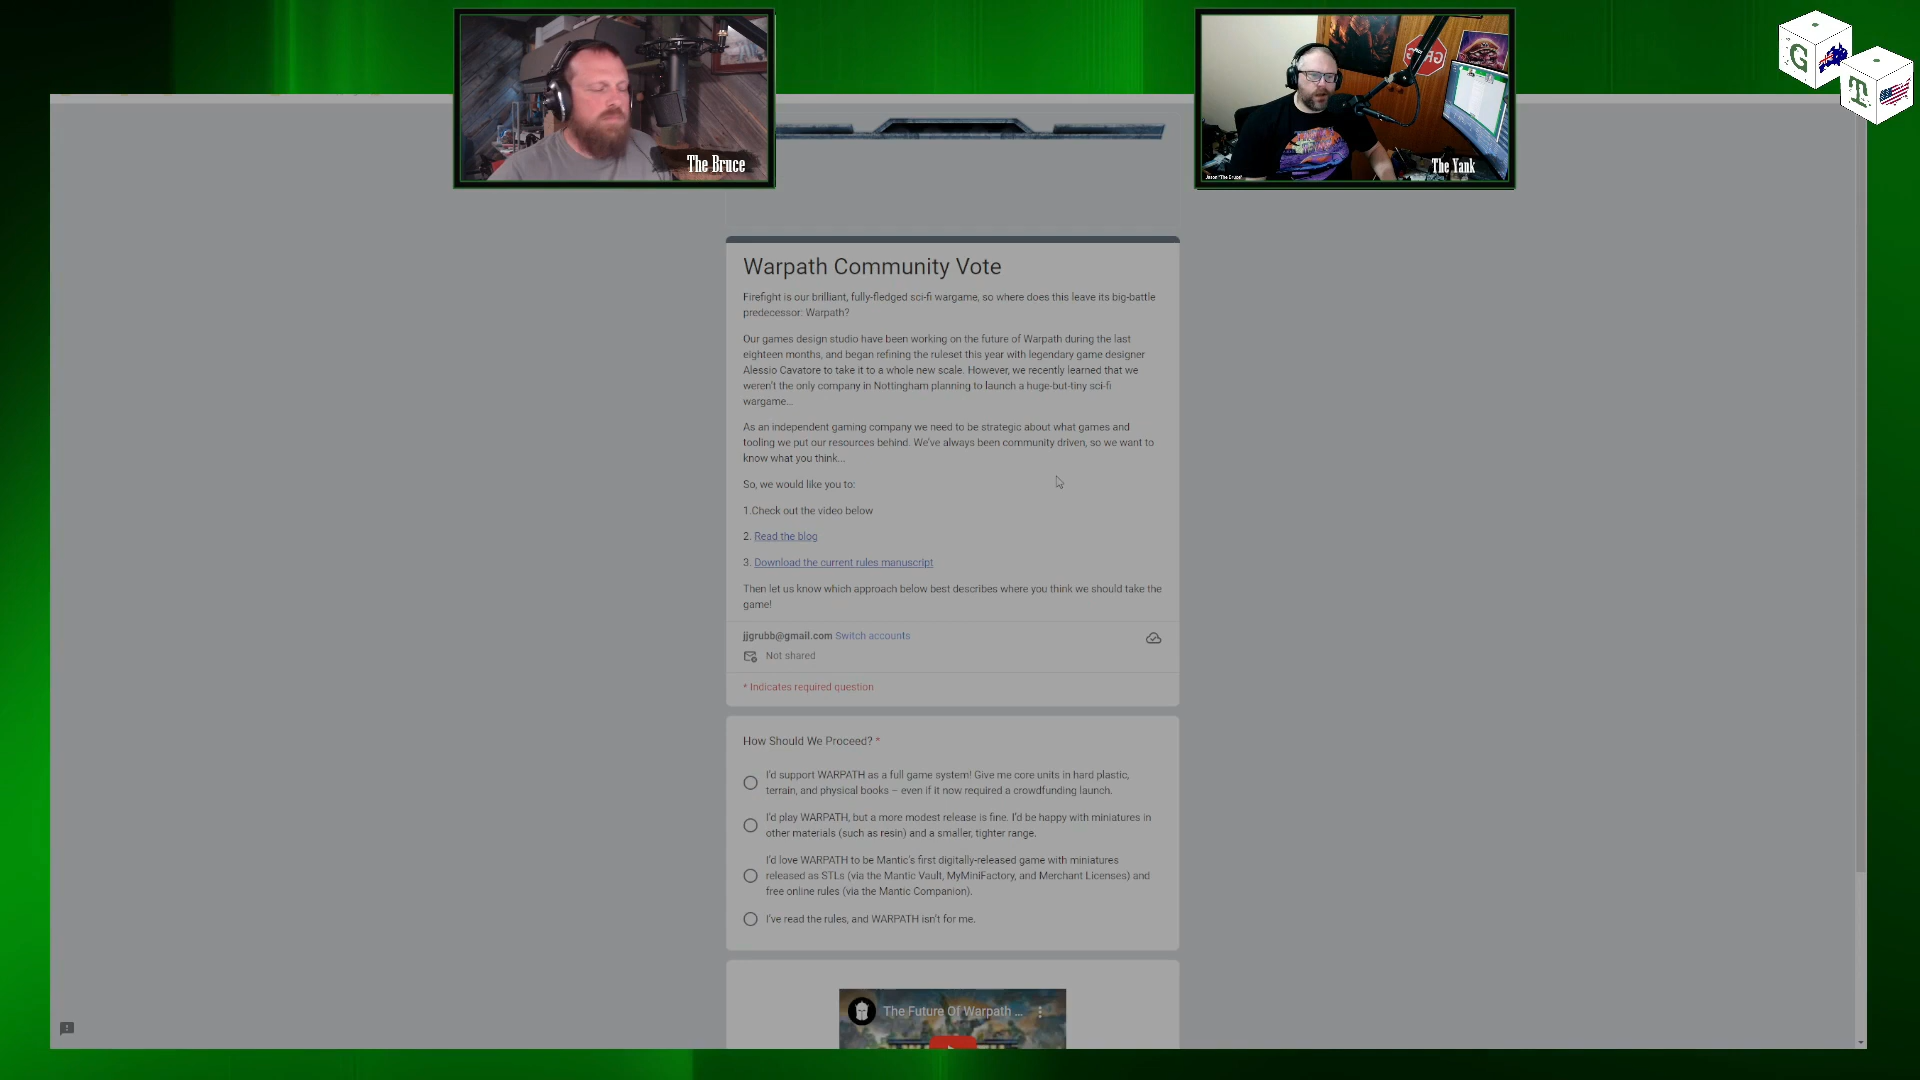 The Bruce
Jason "The Bruce"
The Yank
G
T
Warpath Community Vote
Firefight is our brilliant, fully-fledged sci-fi wargame, so where does this leave its big-battle
predecessor: Warpath?
Our games design studio have been working on the future of Warpath during the last
eighteen months, and began refining the ruleset this year with legendary game designer
Alessio Cavatore to take it to a whole new scale. However, we recently learned that we
weren't the only company in Nottingham planning to launch a huge-but-tiny sci-fi
wargame...
As an independent gaming company we need to be strategic about what games and
tooling we put our resources behind. We've always been community driven, so we want to
know what you think...
So, we would like you to:
1.Check out the video below
2. Read the blog
3. Download the current rules manuscript
Then let us know which approach below best describes where you think we should take the
game!
jjgrubb@gmail.com Switch accounts
Not shared
* Indicates required question
How Should We Proceed? *
I'd support WARPATH as a full game system! Give me core units in hard plastic,
terrain, and physical books – even if it now required a crowdfunding launch.
I'd play WARPATH, but a more modest release is fine. I'd be happy with miniatures in
other materials (such as resin) and a smaller, tighter range.
I'd love WARPATH to be Mantic's first digitally-released game with miniatures
released as STLs (via the Mantic Vault, MyMiniFactory, and Merchant Licenses) and
free online rules (via the Mantic Companion).
I've read the rules, and WARPATH isn't for me.
The Future Of Warpath ...